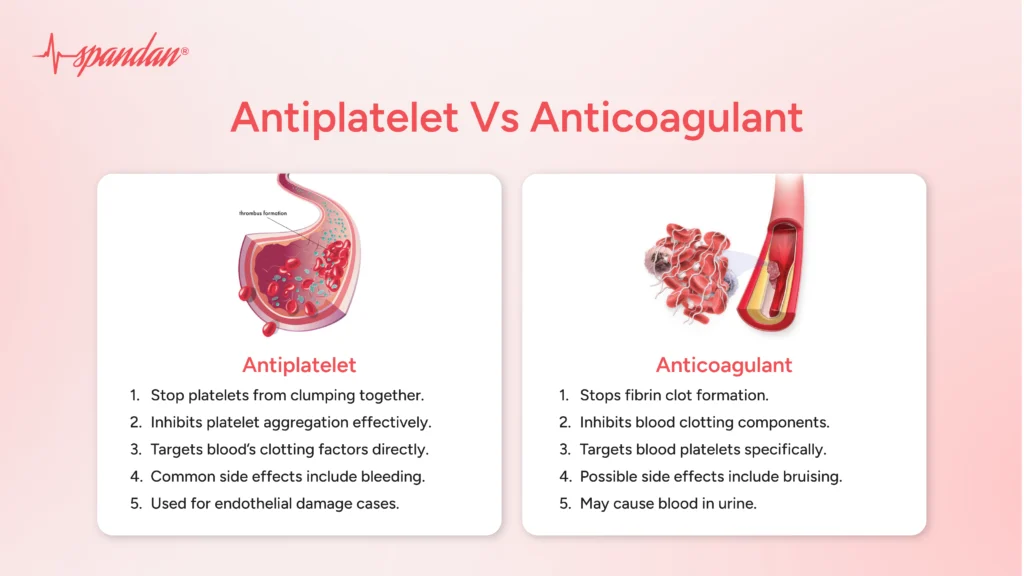 spandan®
Antiplatelet Vs Anticoagulant
thrombus formation
Antiplatelet
1. Stop platelets from clumping together.
2. Inhibits platelet aggregation effectively.
3. Targets blood’s clotting factors directly.
4. Common side effects include bleeding.
5. Used for endothelial damage cases.
Anticoagulant
1. Stops fibrin clot formation.
2. Inhibits blood clotting components.
3. Targets blood platelets specifically.
4. Possible side effects include bruising.
5. May cause blood in urine.